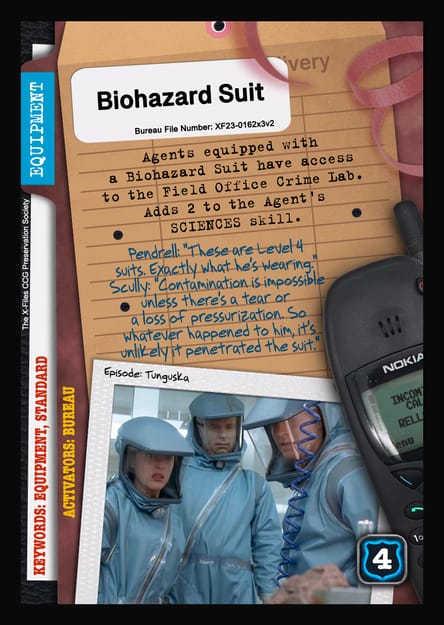 ivery
Biohazard Suit
Bureau File Number: XF23-0162x3v2
EQUIPMENT
Agents equipped with
a Biohazard Suit have access
to the Field Office Crime Lab.
Adds 2 to the Agent's
SCIENCES skill.
Pendrell: "These are Level 4
suits. Exactly what he's wearing."
Scully: "Contamination is impossible
unless there's a tear or
a loss of pressurization. So
whatever happened to him, it's
unlikely it penetrated the suit."
The X-Files CCG Preservation Society
KEYWORDS: EQUIPMENT, STANDARD
ACTIVATORS: BUREAU
Episode: Tunguska
NOKIA
4